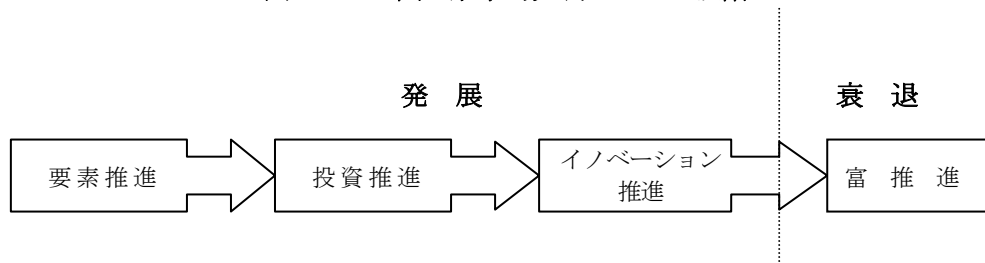 発 展
衰 退
要素推進
投資推進
イノベーション
推進
富 推 進